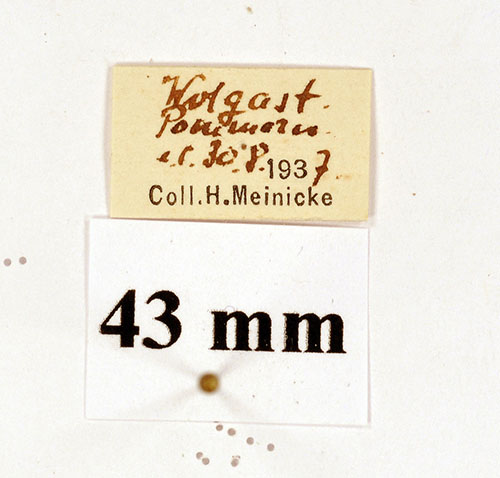 Wolgast.
Pommern
e.l. 30.8.1937
Coll.H.Meinicke
43 mm